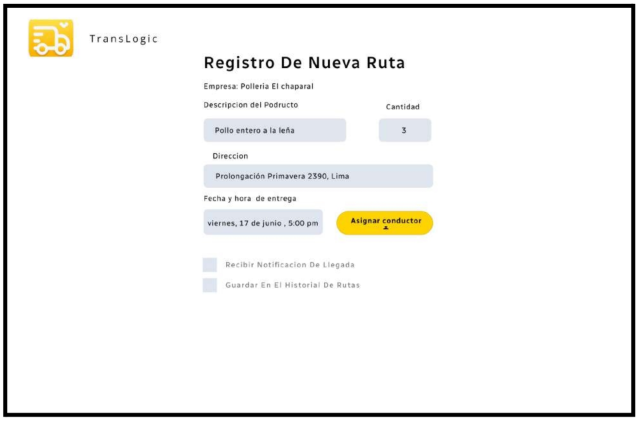 TransLogic
Registro De Nueva Ruta
Empresa: Polleria El chaparal
Descripcion del Podructo
Cantidad
Pollo entero a la leña
3
Direccion
Prolongación Primavera 2390, Lima
Fecha y hora de entrega
viernes, 17 de junio , 5:00 pm
Asignar conductor
Recibir Notificacion De Llegada
Guardar En El Historial De Rutas